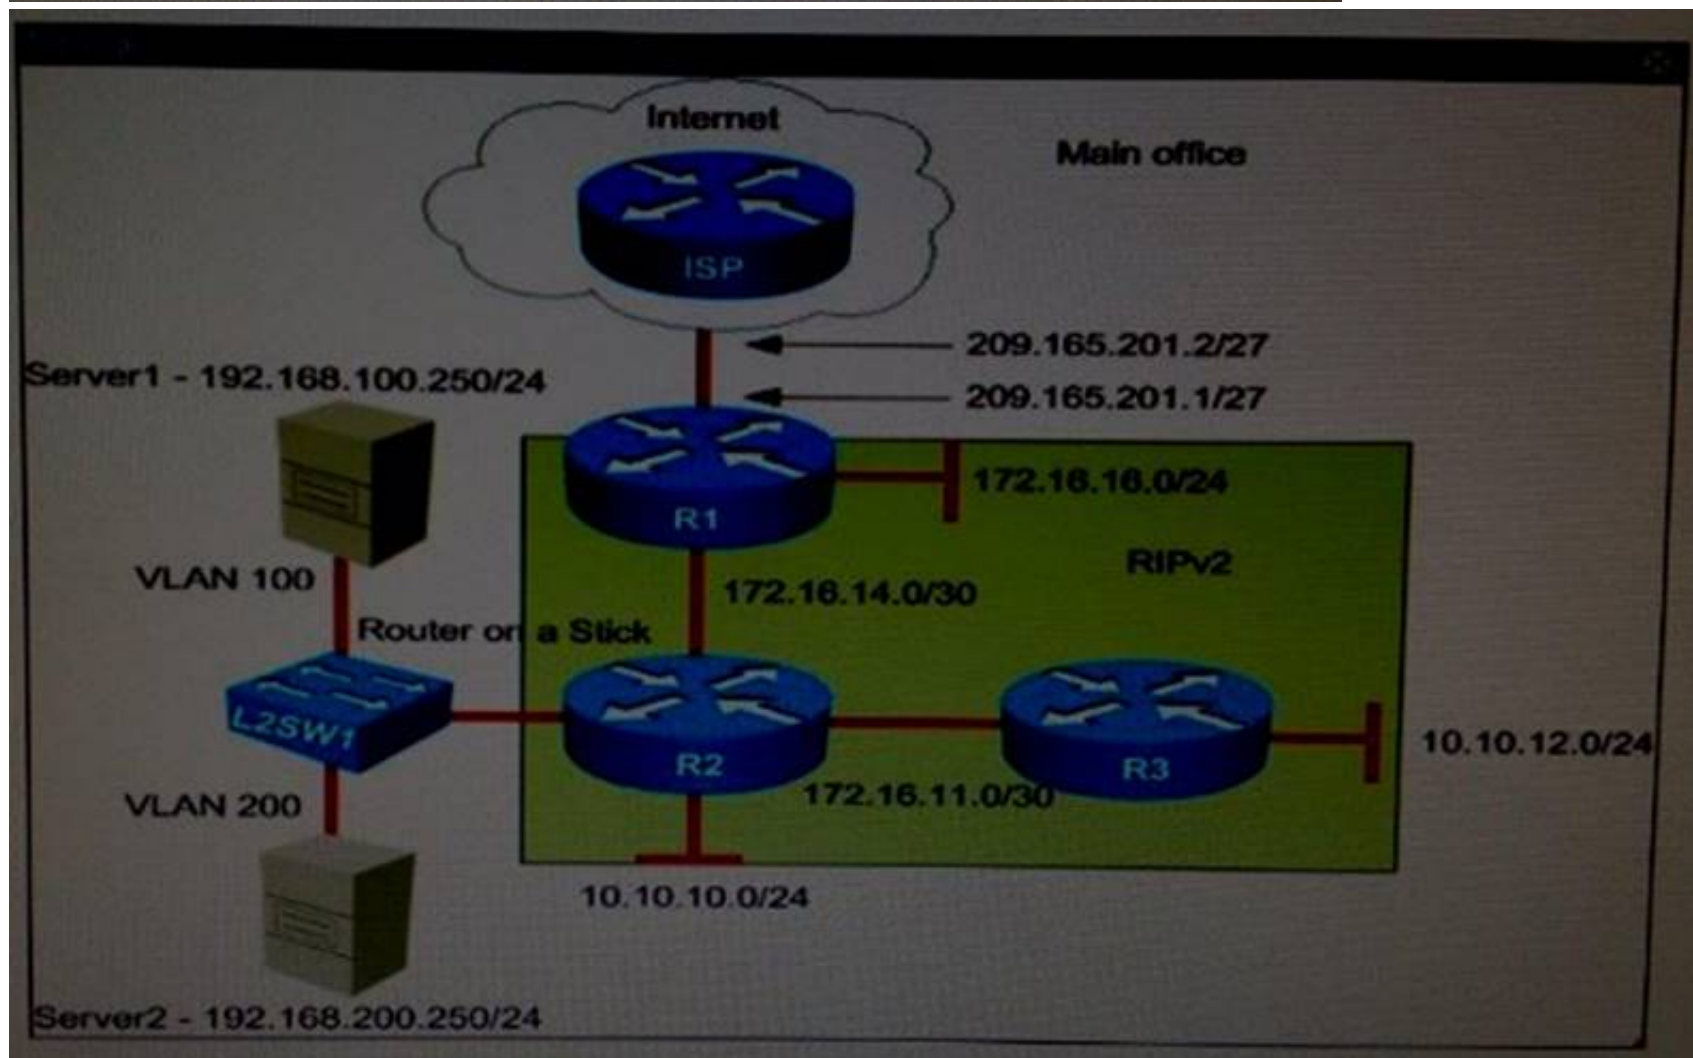 Internet
Main office
ISP
209.165.201.2/27
Server1 - 192.168.100.250/24
209.165.201.1/27
172.16.16.0/24
R1
RIPv2
VLAN 100
172.16.14.0/30
Router on a Stick
L2SW1
R2
R3
10.10.12.0/24
VLAN 200
172.16.11.0/30
10.10.10.0/24
Server2 - 192.168.200.250/24